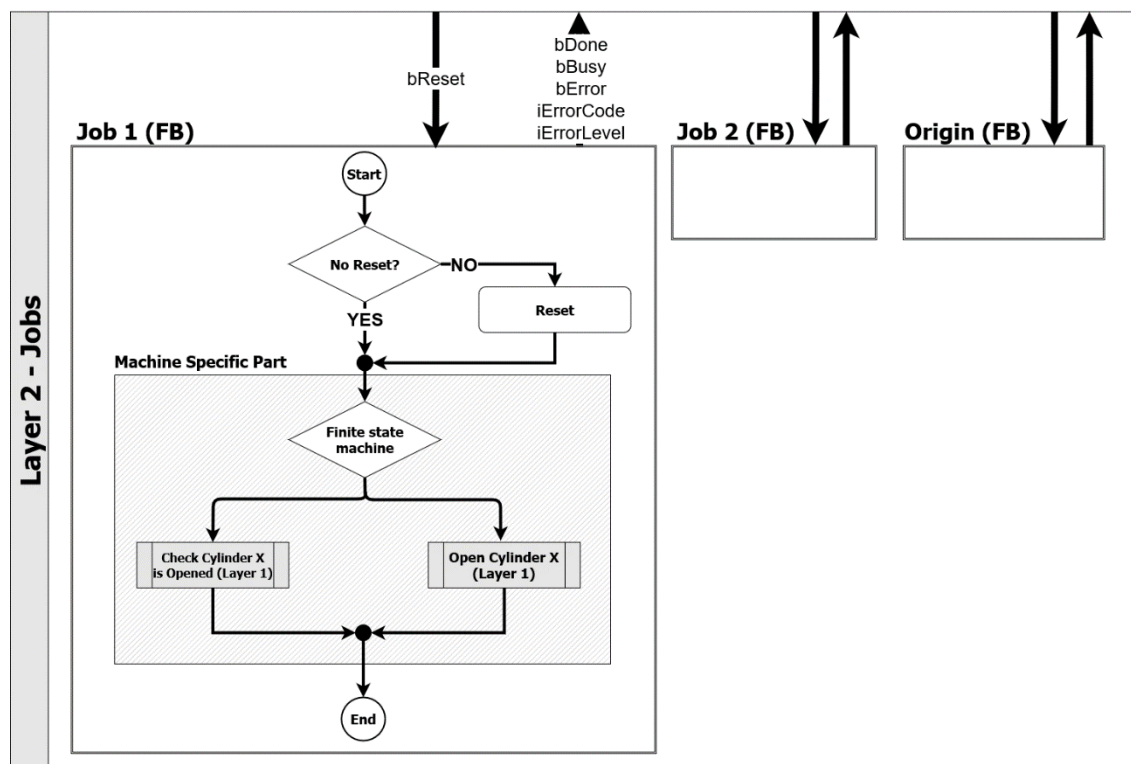 Layer 2 - Jobs
bReset
bDone
bBusy
bError
iErrorCode
iErrorLevel
Job 1 (FB)
Job 2 (FB)
Origin (FB)
Start
No Reset?
NO
Reset
YES
Machine Specific Part
Finite state
machine
Check Cylinder X
is Opened (Layer 1)
Open Cylinder X
(Layer 1)
End